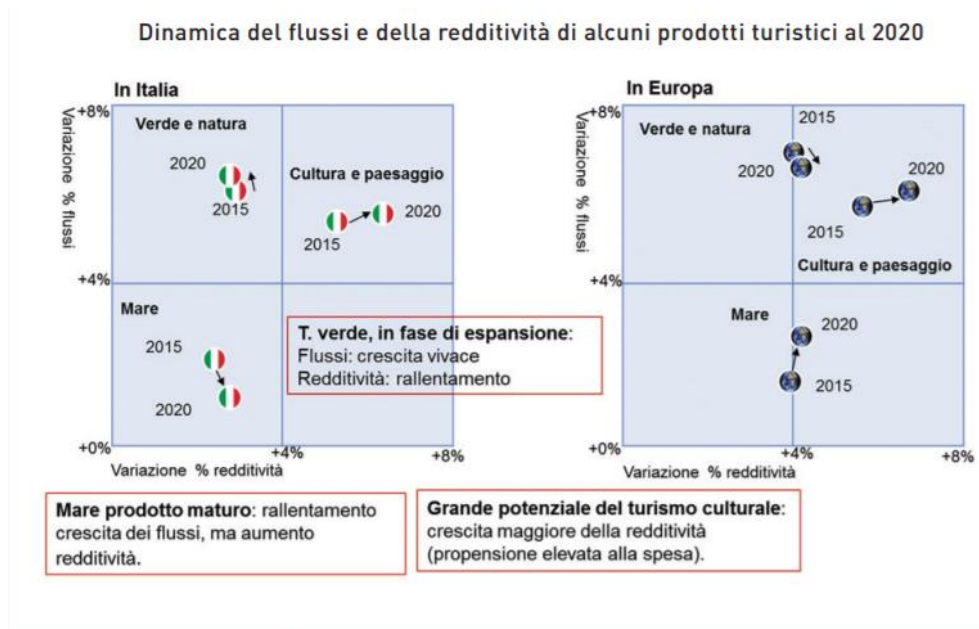 Dinamica del flussi e della redditività di alcuni prodotti turistici al 2020
In Italia
+8%
Variazione % flussi
Verde e natura
2020
2015
Cultura e paesaggio
2020
2015
+4%
Mare
2015
2020
+0%
+4%
+8%
Variazione % redditività
In Europa
+8%
Variazione % flussi
2015
Verde e natura
2020
2020
2015
Cultura e paesaggio
+4%
Mare
2020
2015
+0%
+4%
+8%
Variazione % redditività
T. verde, in fase di espansione:
Flussi: crescita vivace
Redditività: rallentamento
Mare prodotto maturo: rallentamento
crescita dei flussi, ma aumento
redditività.
Grande potenziale del turismo culturale:
crescita maggiore della redditività
(propensione elevata alla spesa).